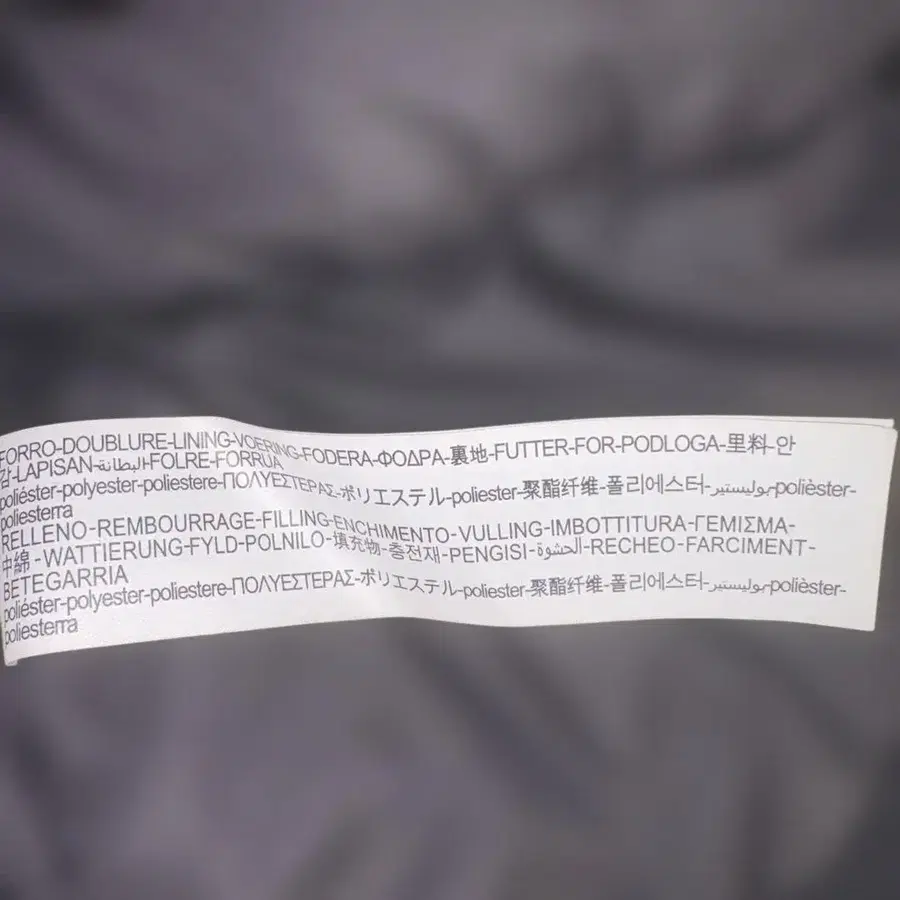 FORRO-DOUBLURE-LINING-VOERING-FODERA-ΦΟΔΡΑ-裏地-FUTTER-FOR-PODLOGA-里料-안
감-LAPISAN-البطانة-FOLRE-FORRUA
poliéster-polyester-poliestere-ΠΟΛΥΕΣΤΕΡΑΣ-ポリエステル-poliester-聚酯纤维-폴리에스터-بوليستير-polièster-
poliesterra
RELLENO-REMBOURRAGE-FILLING-ENCHIMENTO-VULLING-IMBOTTITURA-ΓΕΜΙΣΜΑ-
中綿-WATTIERUNG-FYLD-POLNILO-填充物-충전재-PENGISI-الحشوة-RECHEO-FARCIMENT-
BETEGARRIA
poliéster-polyester-poliestere-ΠΟΛΥΕΣΤΕΡΑΣ-ポリエステル-poliester-聚酯纤维-폴리에스터-بوليستير-polièster-
poliesterra